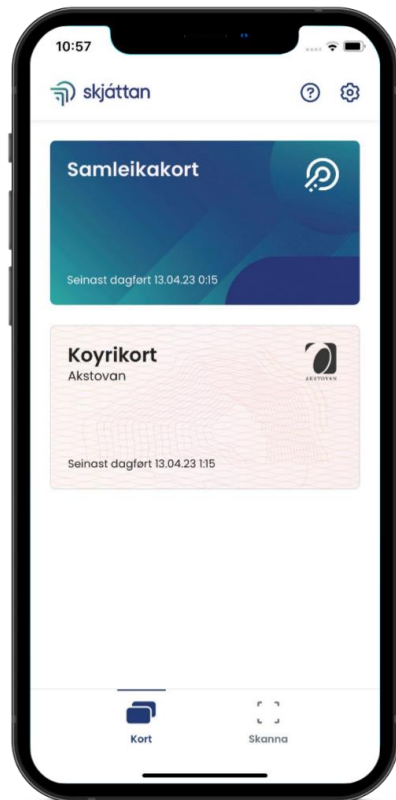 10:57
skjáttan
Samleikakort
Seinast dagført 13.04.23 0:15
Koyrikort
Akstovan
AKSTOVAN
Seinast dagført 13.04.23 1:15
Kort
Skanna